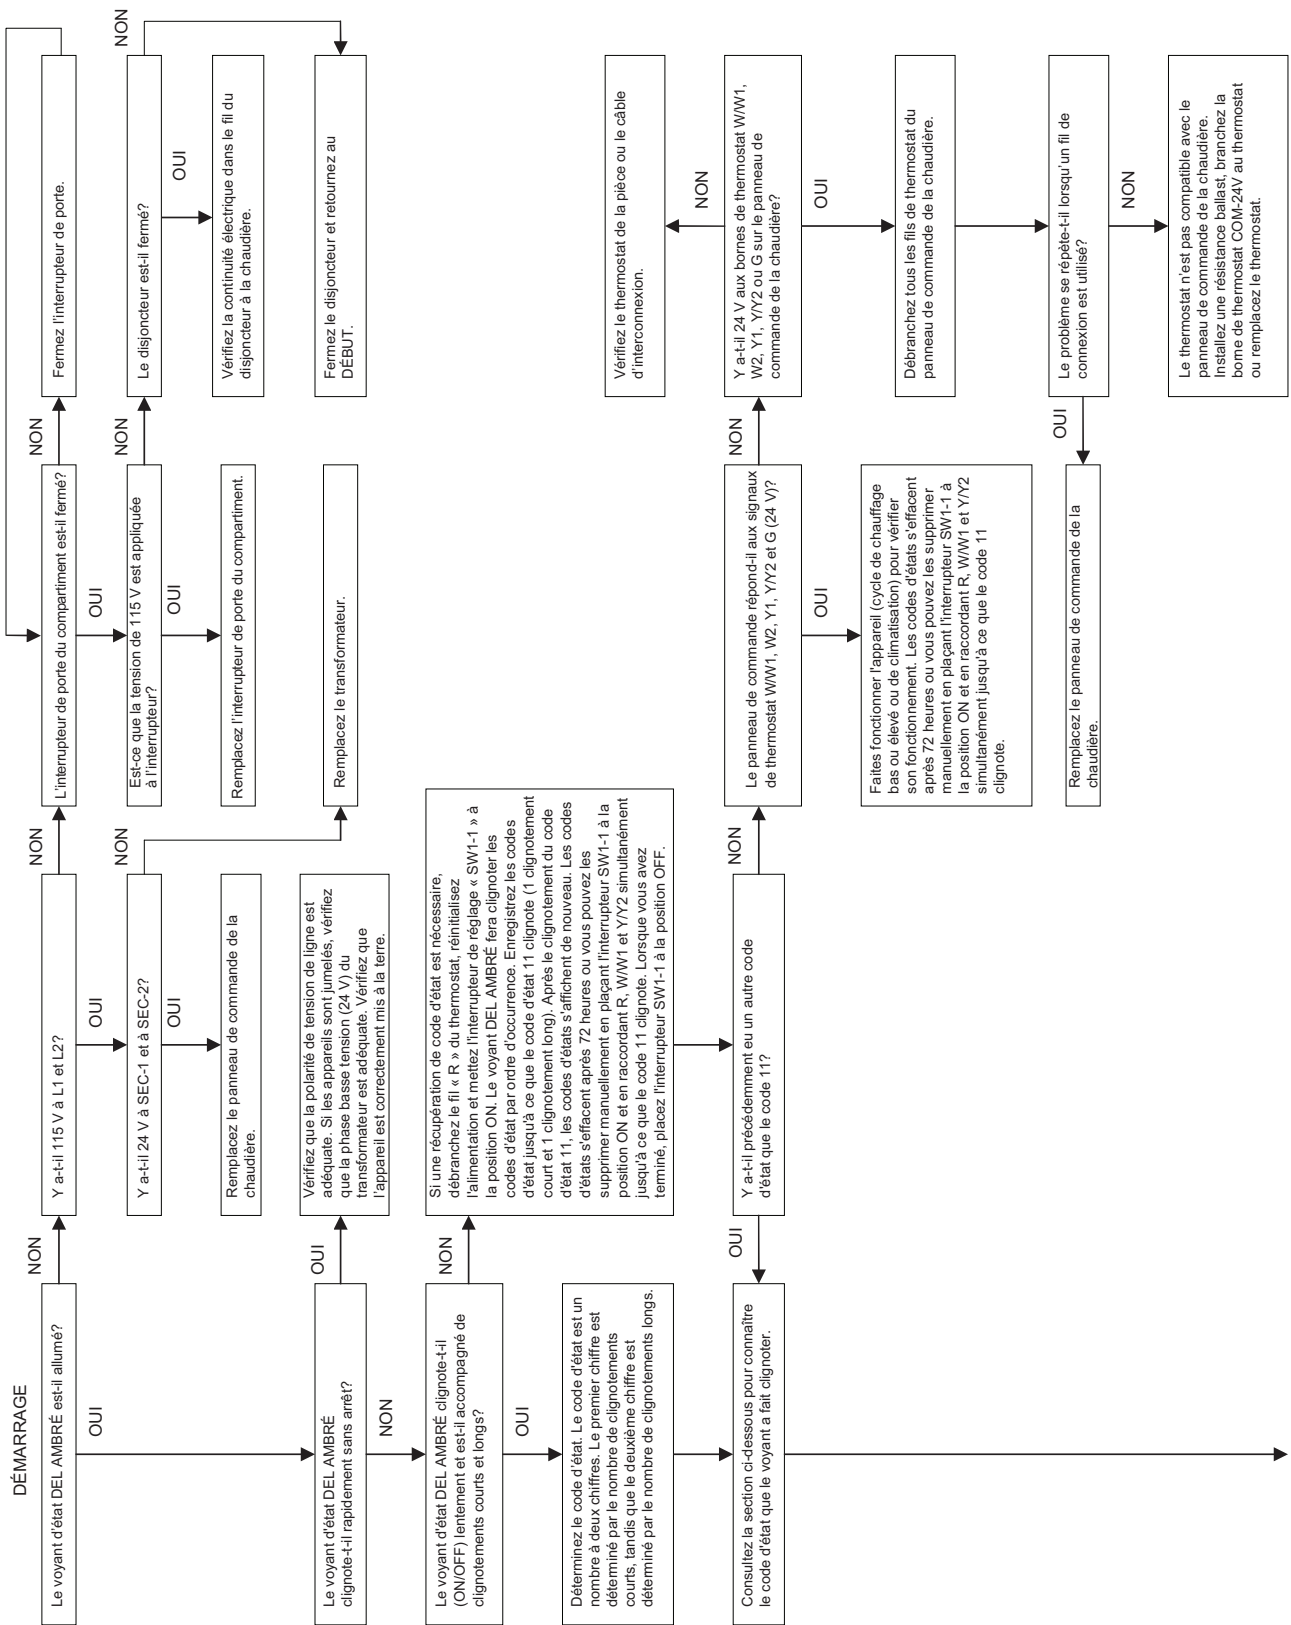 DÉMARRAGE
Le voyant d'état DEL AMBRÉ est-il allumé?
NON
OUI
Y a-t-il 115 V à L1 et L2?
NON
OUI
L'interrupteur de porte du compartiment est-il fermé?
NON
OUI
Fermez l'interrupteur de porte.
Y a-t-il 24 V à SEC-1 et à SEC-2?
NON
OUI
Est-ce que la tension de 115 V est appliquée
à l'interrupteur?
NON
OUI
Le disjoncteur est-il fermé?
NON
OUI
Remplacez le panneau de commande de la
chaudière.
Remplacez l'interrupteur de porte du compartiment.
Vérifiez la continuité électrique dans le fil du
disjoncteur à la chaudière.
Remplacez le transformateur.
Fermez le disjoncteur et retournez au
DÉBUT.
Le voyant d'état DEL AMBRÉ
clignote-t-il rapidement sans arrêt?
OUI
NON
Vérifiez que la polarité de tension de ligne est
adéquate. Si les appareils sont jumelés, vérifiez
que la phase basse tension (24 V) du
transformateur est adéquate. Vérifiez que
l'appareil est correctement mis à la terre.
Le voyant d'état DEL AMBRÉ clignote-t-il
(ON/OFF) lentement et est-il accompagné de
clignotements courts et longs?
NON
OUI
Si une récupération de code d'état est nécessaire,
débranchez le fil « R » du thermostat, réinitialisez
l'alimentation et mettez l'interrupteur de réglage « SW1-1 » à
la position ON. Le voyant DEL AMBRÉ fera clignoter les
codes d'état par ordre d'occurrence. Enregistrez les codes
d'état jusqu'à ce que le code d'état 11 clignote (1 clignotement
court et 1 clignotement long). Après le clignotement du code
d'état 11, les codes d'états s'affichent de nouveau. Les codes
d'états s'effacent après 72 heures ou vous pouvez les
supprimer manuellement en plaçant l'interrupteur SW1-1 à la
position ON et en raccordant R, W/W1 et Y/Y2 simultanément
jusqu'à ce que le code 11 clignote. Lorsque vous avez
terminé, placez l'interrupteur SW1-1 à la position OFF.
Déterminez le code d'état. Le code d'état est un
nombre à deux chiffres. Le premier chiffre est
déterminé par le nombre de clignotements
courts, tandis que le deuxième chiffre est
déterminé par le nombre de clignotements longs.
Consultez la section ci-dessous pour connaître
le code d'état que le voyant a fait clignoter.
OUI
Y a-t-il précédemment eu un autre code
d'état que le code 11?
NON
Le panneau de commande répond-il aux signaux
de thermostat W/W1, W2, Y1, Y/Y2 et G (24 V)?
NON
OUI
Y a-t-il 24 V aux bornes de thermostat W/W1,
W2, Y1, Y/Y2 ou G sur le panneau de
commande de la chaudière?
NON
OUI
Vérifiez le thermostat de la pièce ou le câble
d'interconnexion.
Faites fonctionner l'appareil (cycle de chauffage
bas ou élevé ou de climatisation) pour vérifier
son fonctionnement. Les codes d'états s'effacent
après 72 heures ou vous pouvez les supprimer
manuellement en plaçant l'interrupteur SW1-1 à
la position ON et en raccordant R, W/W1 et Y/Y2
simultanément jusqu'à ce que le code 11
clignote.
Débranchez tous les fils de thermostat du
panneau de commande de la chaudière.
Le problème se répète-t-il lorsqu'un fil de
connexion est utilisé?
OUI
NON
Remplacez le panneau de commande de la
chaudière.
Le thermostat n'est pas compatible avec le
panneau de commande de la chaudière.
Installez une résistance ballast, branchez la
borne de thermostat COM-24V au thermostat
ou remplacez le thermostat.